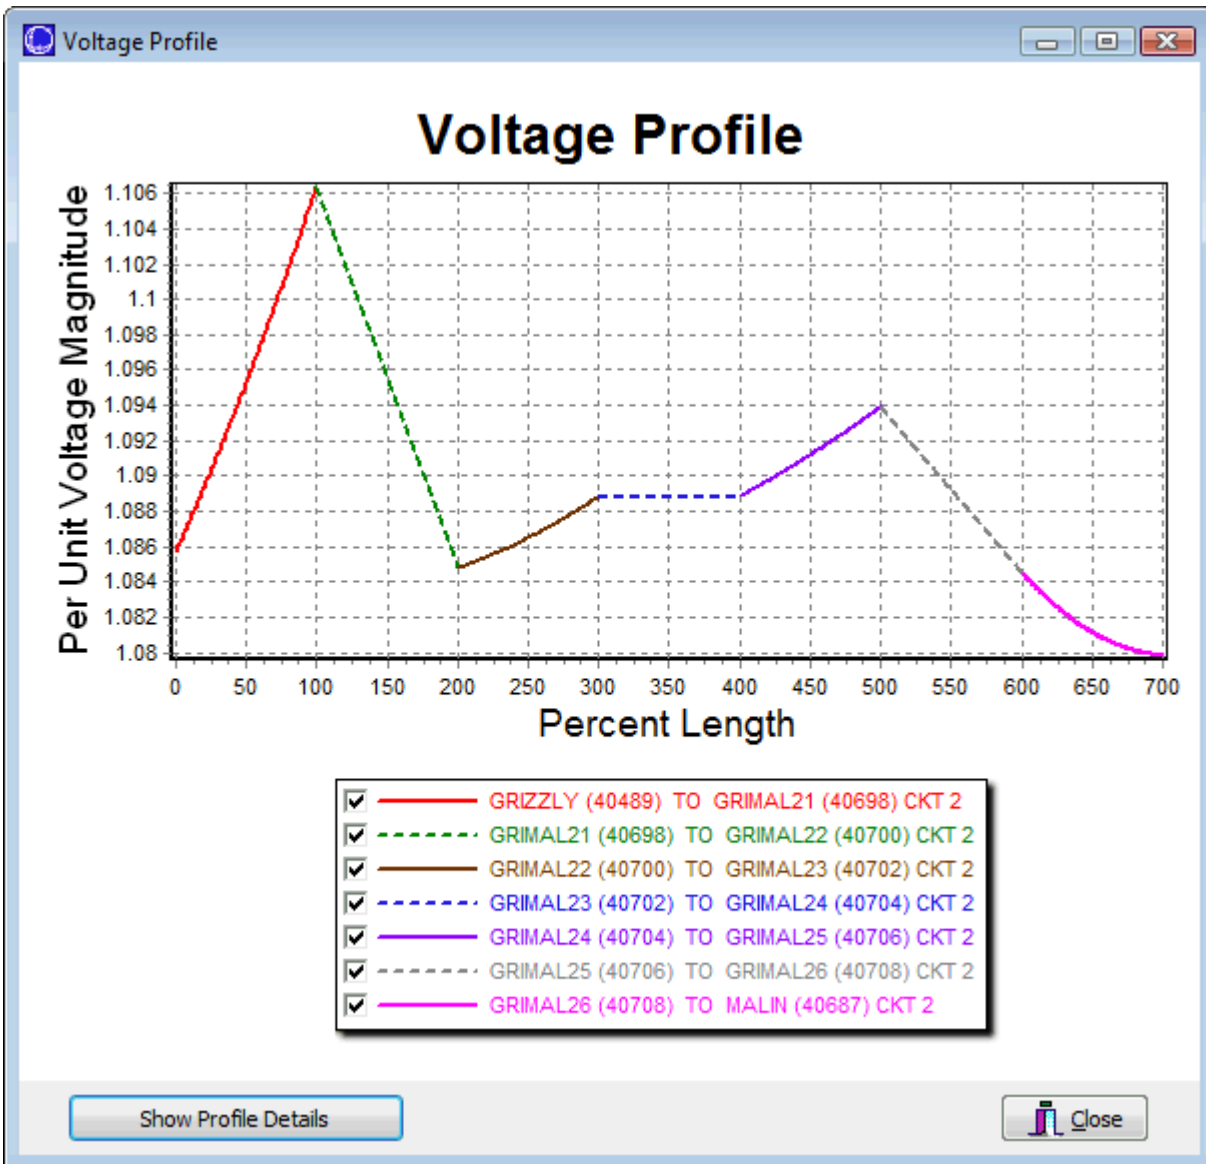 Voltage Profile
Voltage Profile
Per Unit Voltage Magnitude
1.106
1.104
1.102
1.1
1.098
1.096
1.094
1.092
1.09
1.088
1.086
1.084
1.082
1.08
0 50 100 150 200 250 300 350 400 450 500 550 600 650 700
Percent Length
GRIZZLY (40489) TO GRIMAL21 (40698) CKT 2
GRIMAL21 (40698) TO GRIMAL22 (40700) CKT 2
GRIMAL22 (40700) TO GRIMAL23 (40702) CKT 2
GRIMAL23 (40702) TO GRIMAL24 (40704) CKT 2
GRIMAL24 (40704) TO GRIMAL25 (40706) CKT 2
GRIMAL25 (40706) TO GRIMAL26 (40708) CKT 2
GRIMAL26 (40708) TO MALIN (40687) CKT 2
Show Profile Details
Close